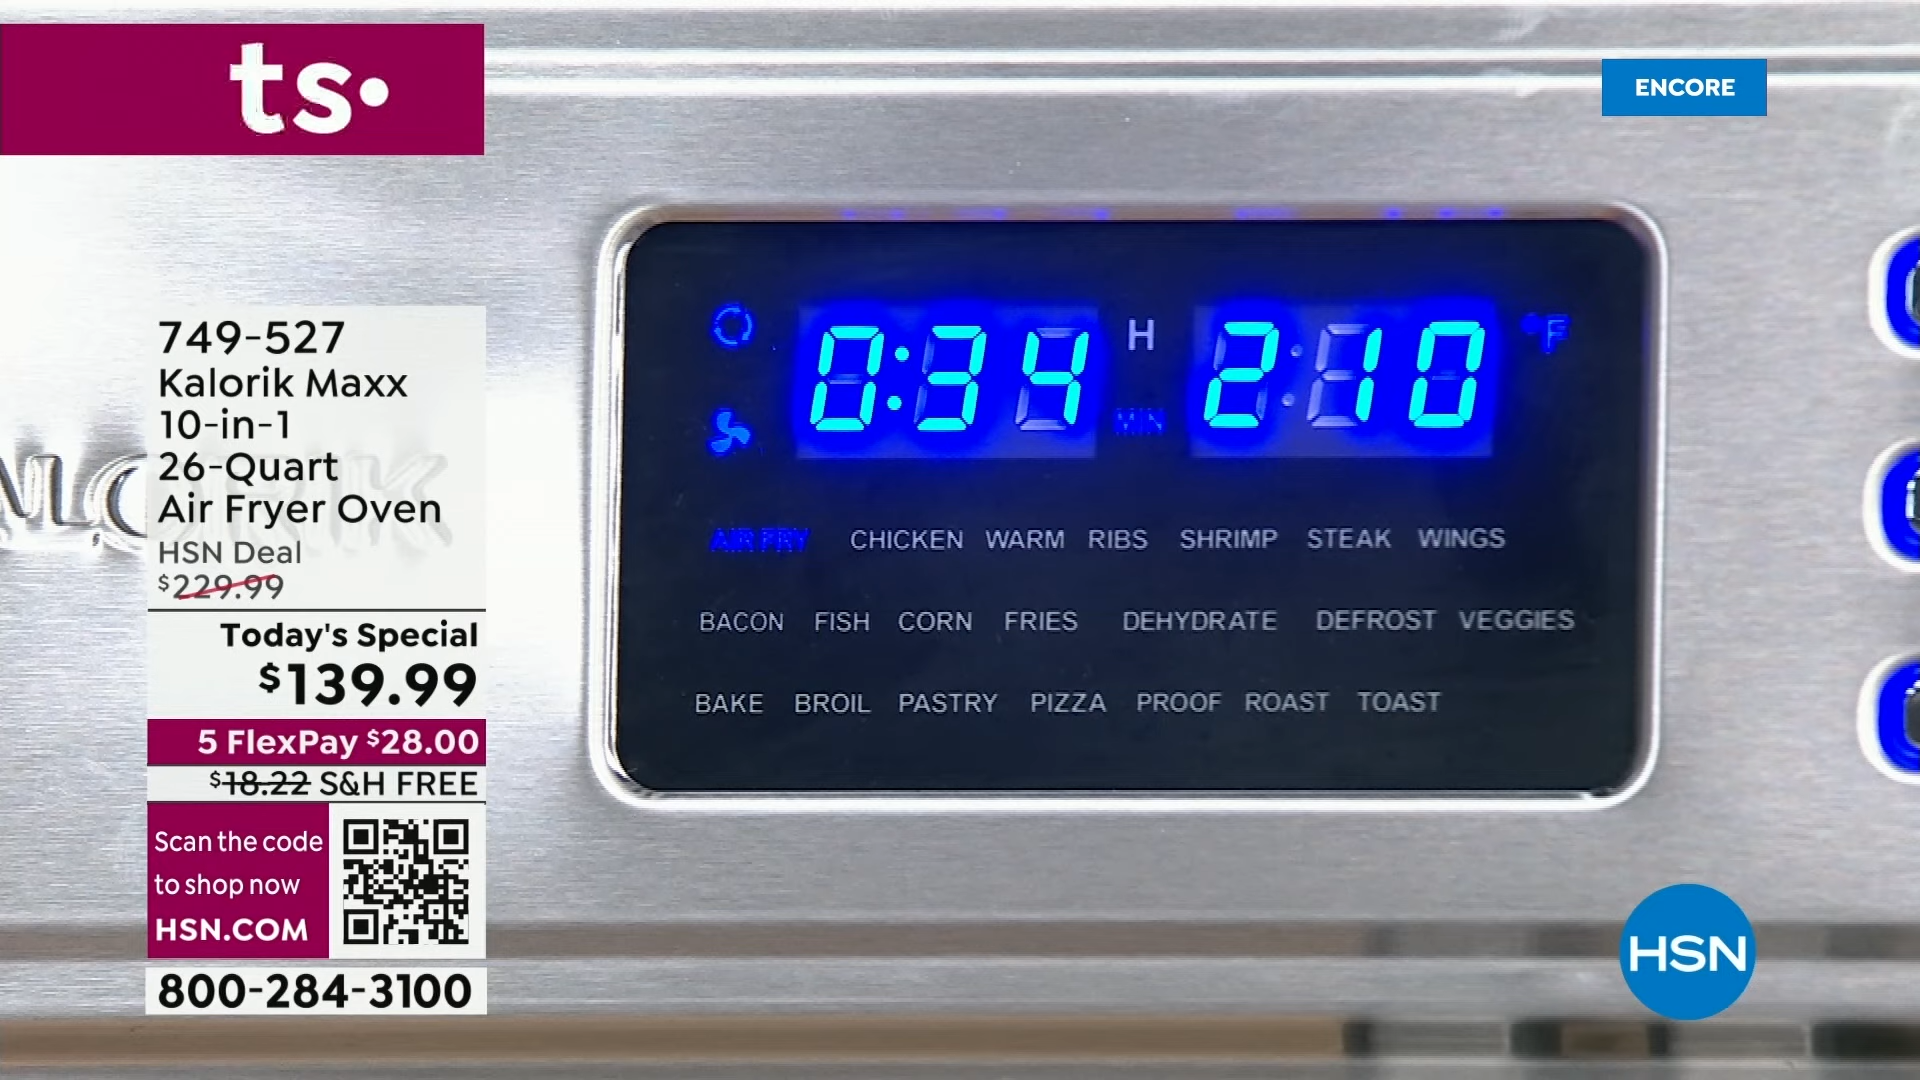 ts.
ENCORE
749-527
Kalorik Maxx
10-in-1
26-Quart
Air Fryer Oven
HSN Deal
$229.99
Today's Special
$139.99
5 FlexPay $28.00
$18.22 S&H FREE
Scan the code
to shop now
HSN.COM
800-284-3100
0:34 H 210 °F
MIN
AIR FRY CHICKEN WARM RIBS SHRIMP STEAK WINGS
BACON FISH CORN FRIES DEHYDRATE DEFROST VEGGIES
BAKE BROIL PASTRY PIZZA PROOF ROAST TOAST
HSN